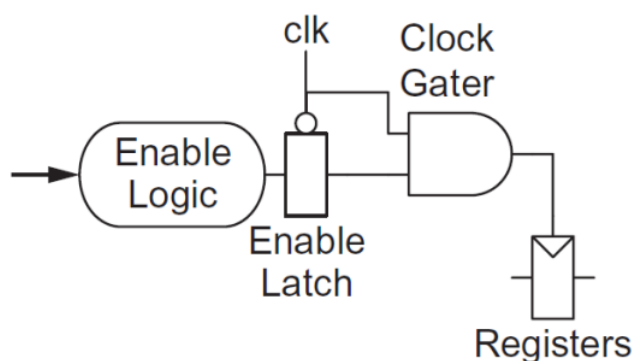 clk
Clock
Gater
Enable
Logic
Enable
Latch
Registers